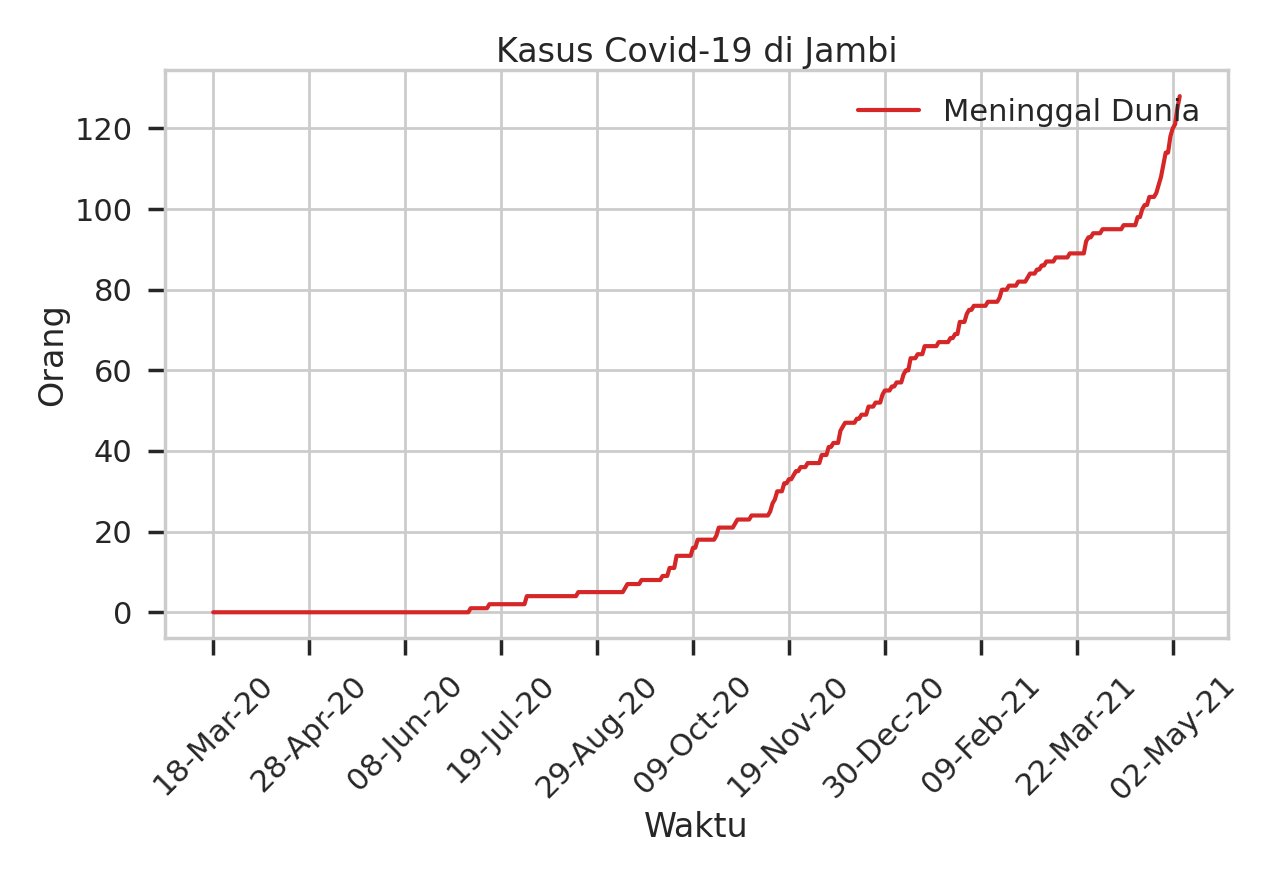 Kasus Covid-19 di Jambi
Meninggal Dunia
120
100
80
60
40
20
0
Orang
18-Mar-20
28-Apr-20
08-Jun-20
19-Jul-20
29-Aug-20
09-Oct-20
19-Nov-20
30-Dec-20
09-Feb-21
22-Mar-21
02-May-21
Waktu